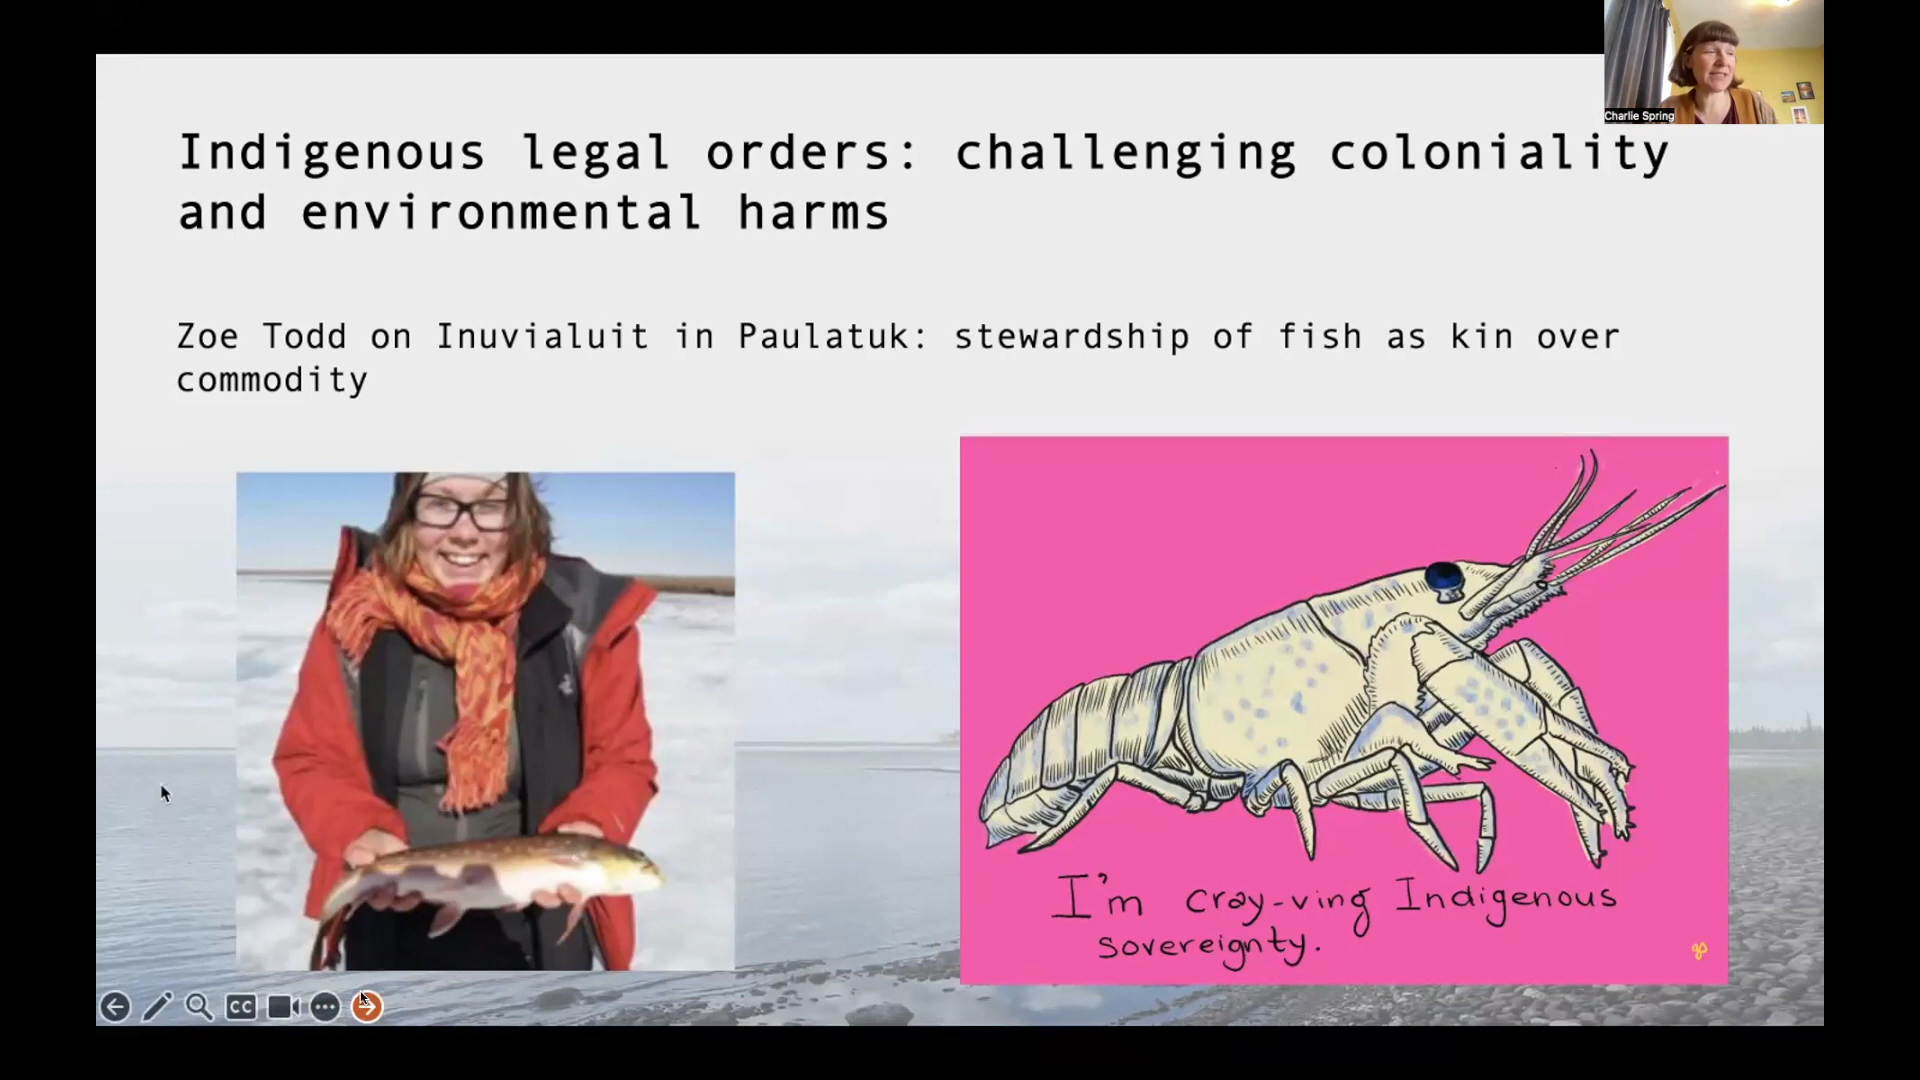 Charlie Spring
Indigenous legal orders: challenging coloniality
and environmental harms
Zoe Todd on Inuvialuit in Paulatuk: stewardship of fish as kin over
commodity
I'm cray-ving Indigenous
sovereignty.
CC